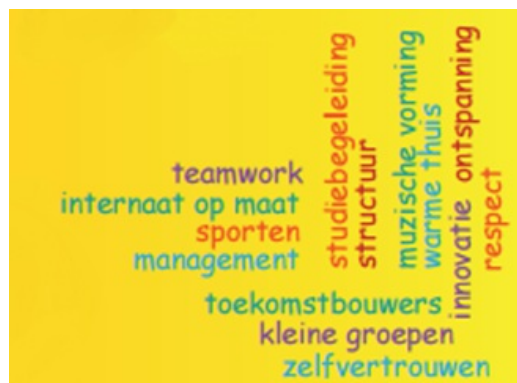 teamwork
internaat op maat
sporten
management
studiebegeleiding
structuur
muzische vorming
warme thuis
innovatie
ontspanning
respect
toekomstbouwers
kleine groepen
zelfvertrouwen